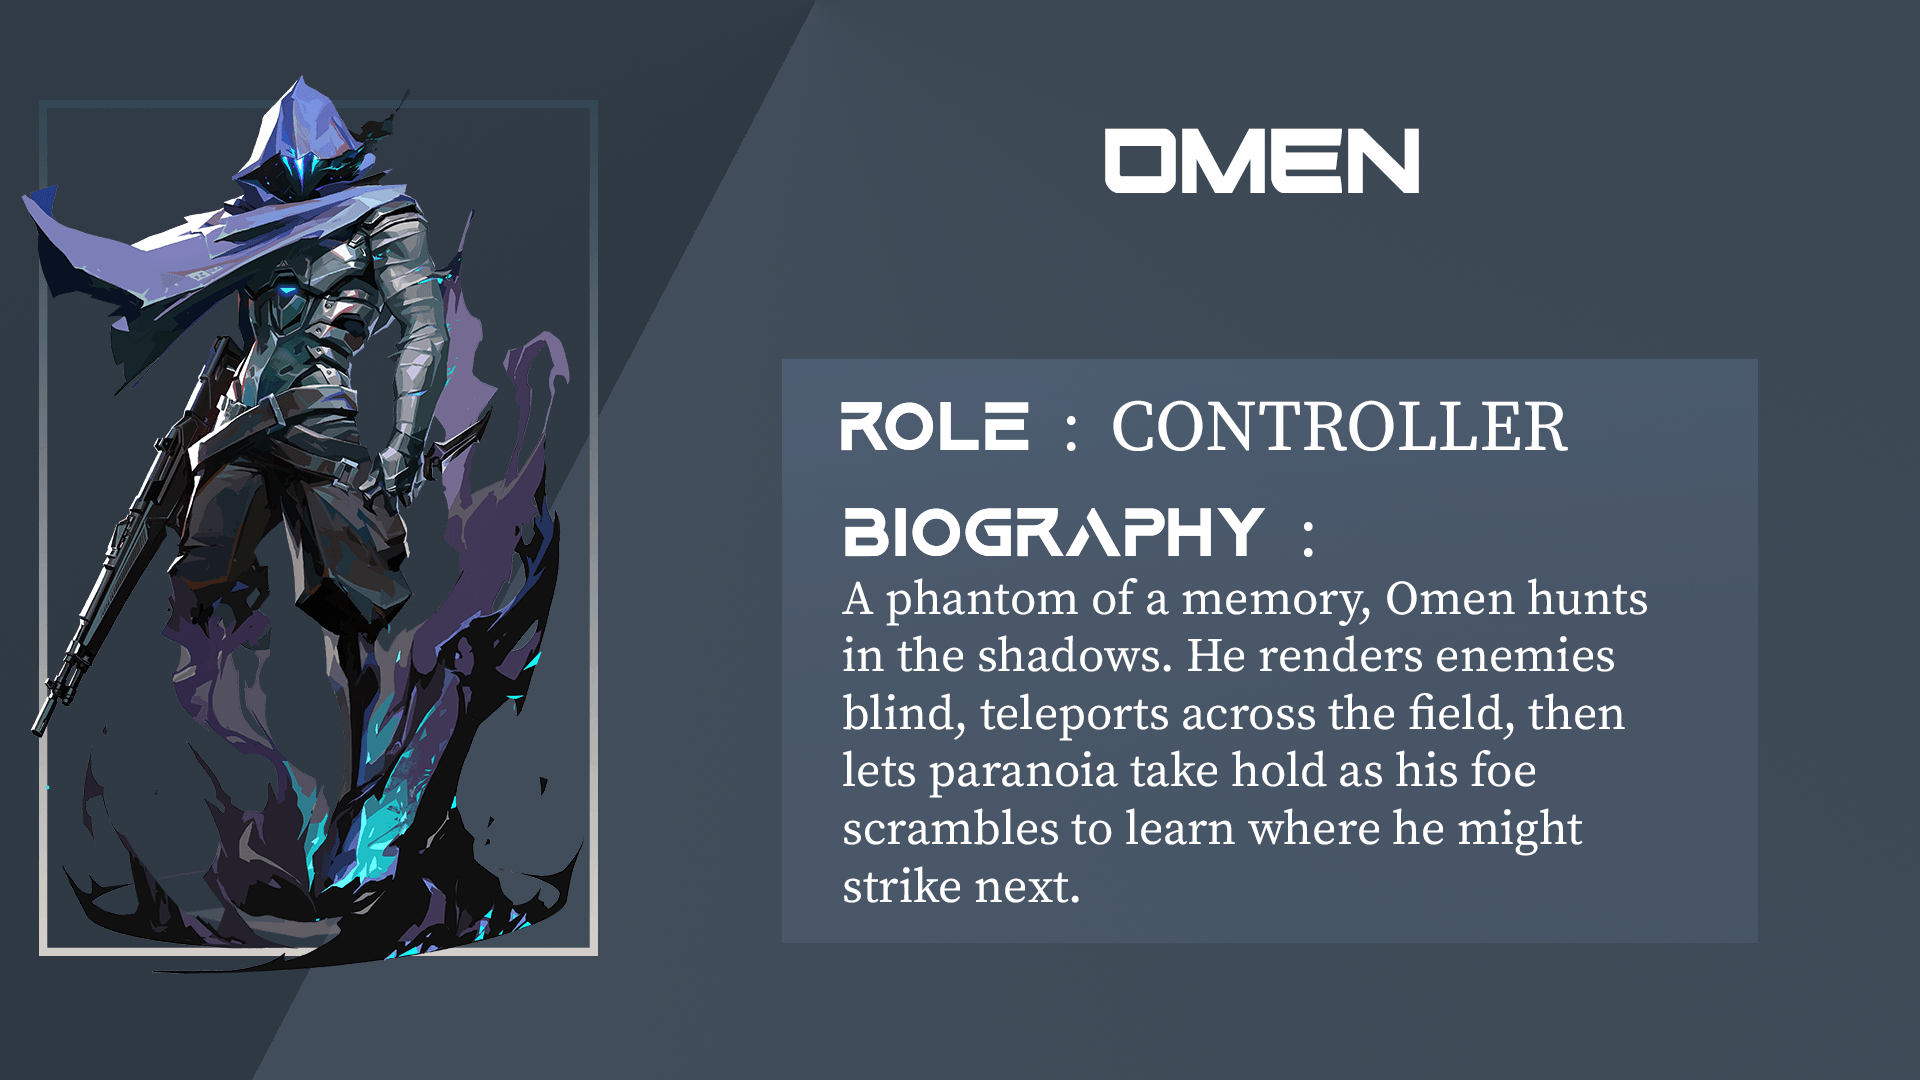 OMEN
ROLE : CONTROLLER
BIOGRAPHY :
A phantom of a memory, Omen hunts
in the shadows. He renders enemies
blind, teleports across the field, then
lets paranoia take hold as his foe
scrambles to learn where he might
strike next.